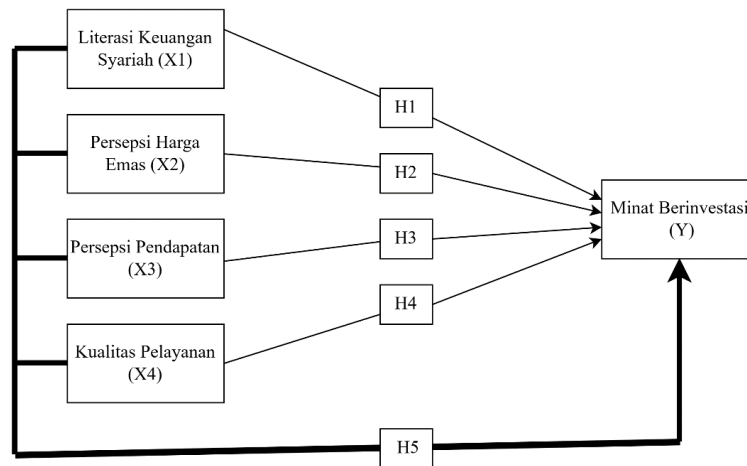 Literasi Keuangan
Syariah (X1)
H1
Persepsi Harga
Emas (X2)
H2
Minat Berinvestasi
(Y)
Persepsi Pendapatan
(X3)
H3
Kualitas Pelayanan
(X4)
H4
H5